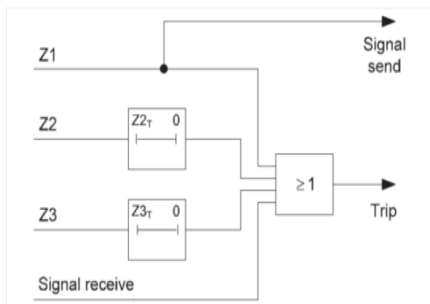 Signal
send
Z1
Z2
Z2T 0
Z3
Z3T 0
≥ 1
Trip
Signal receive